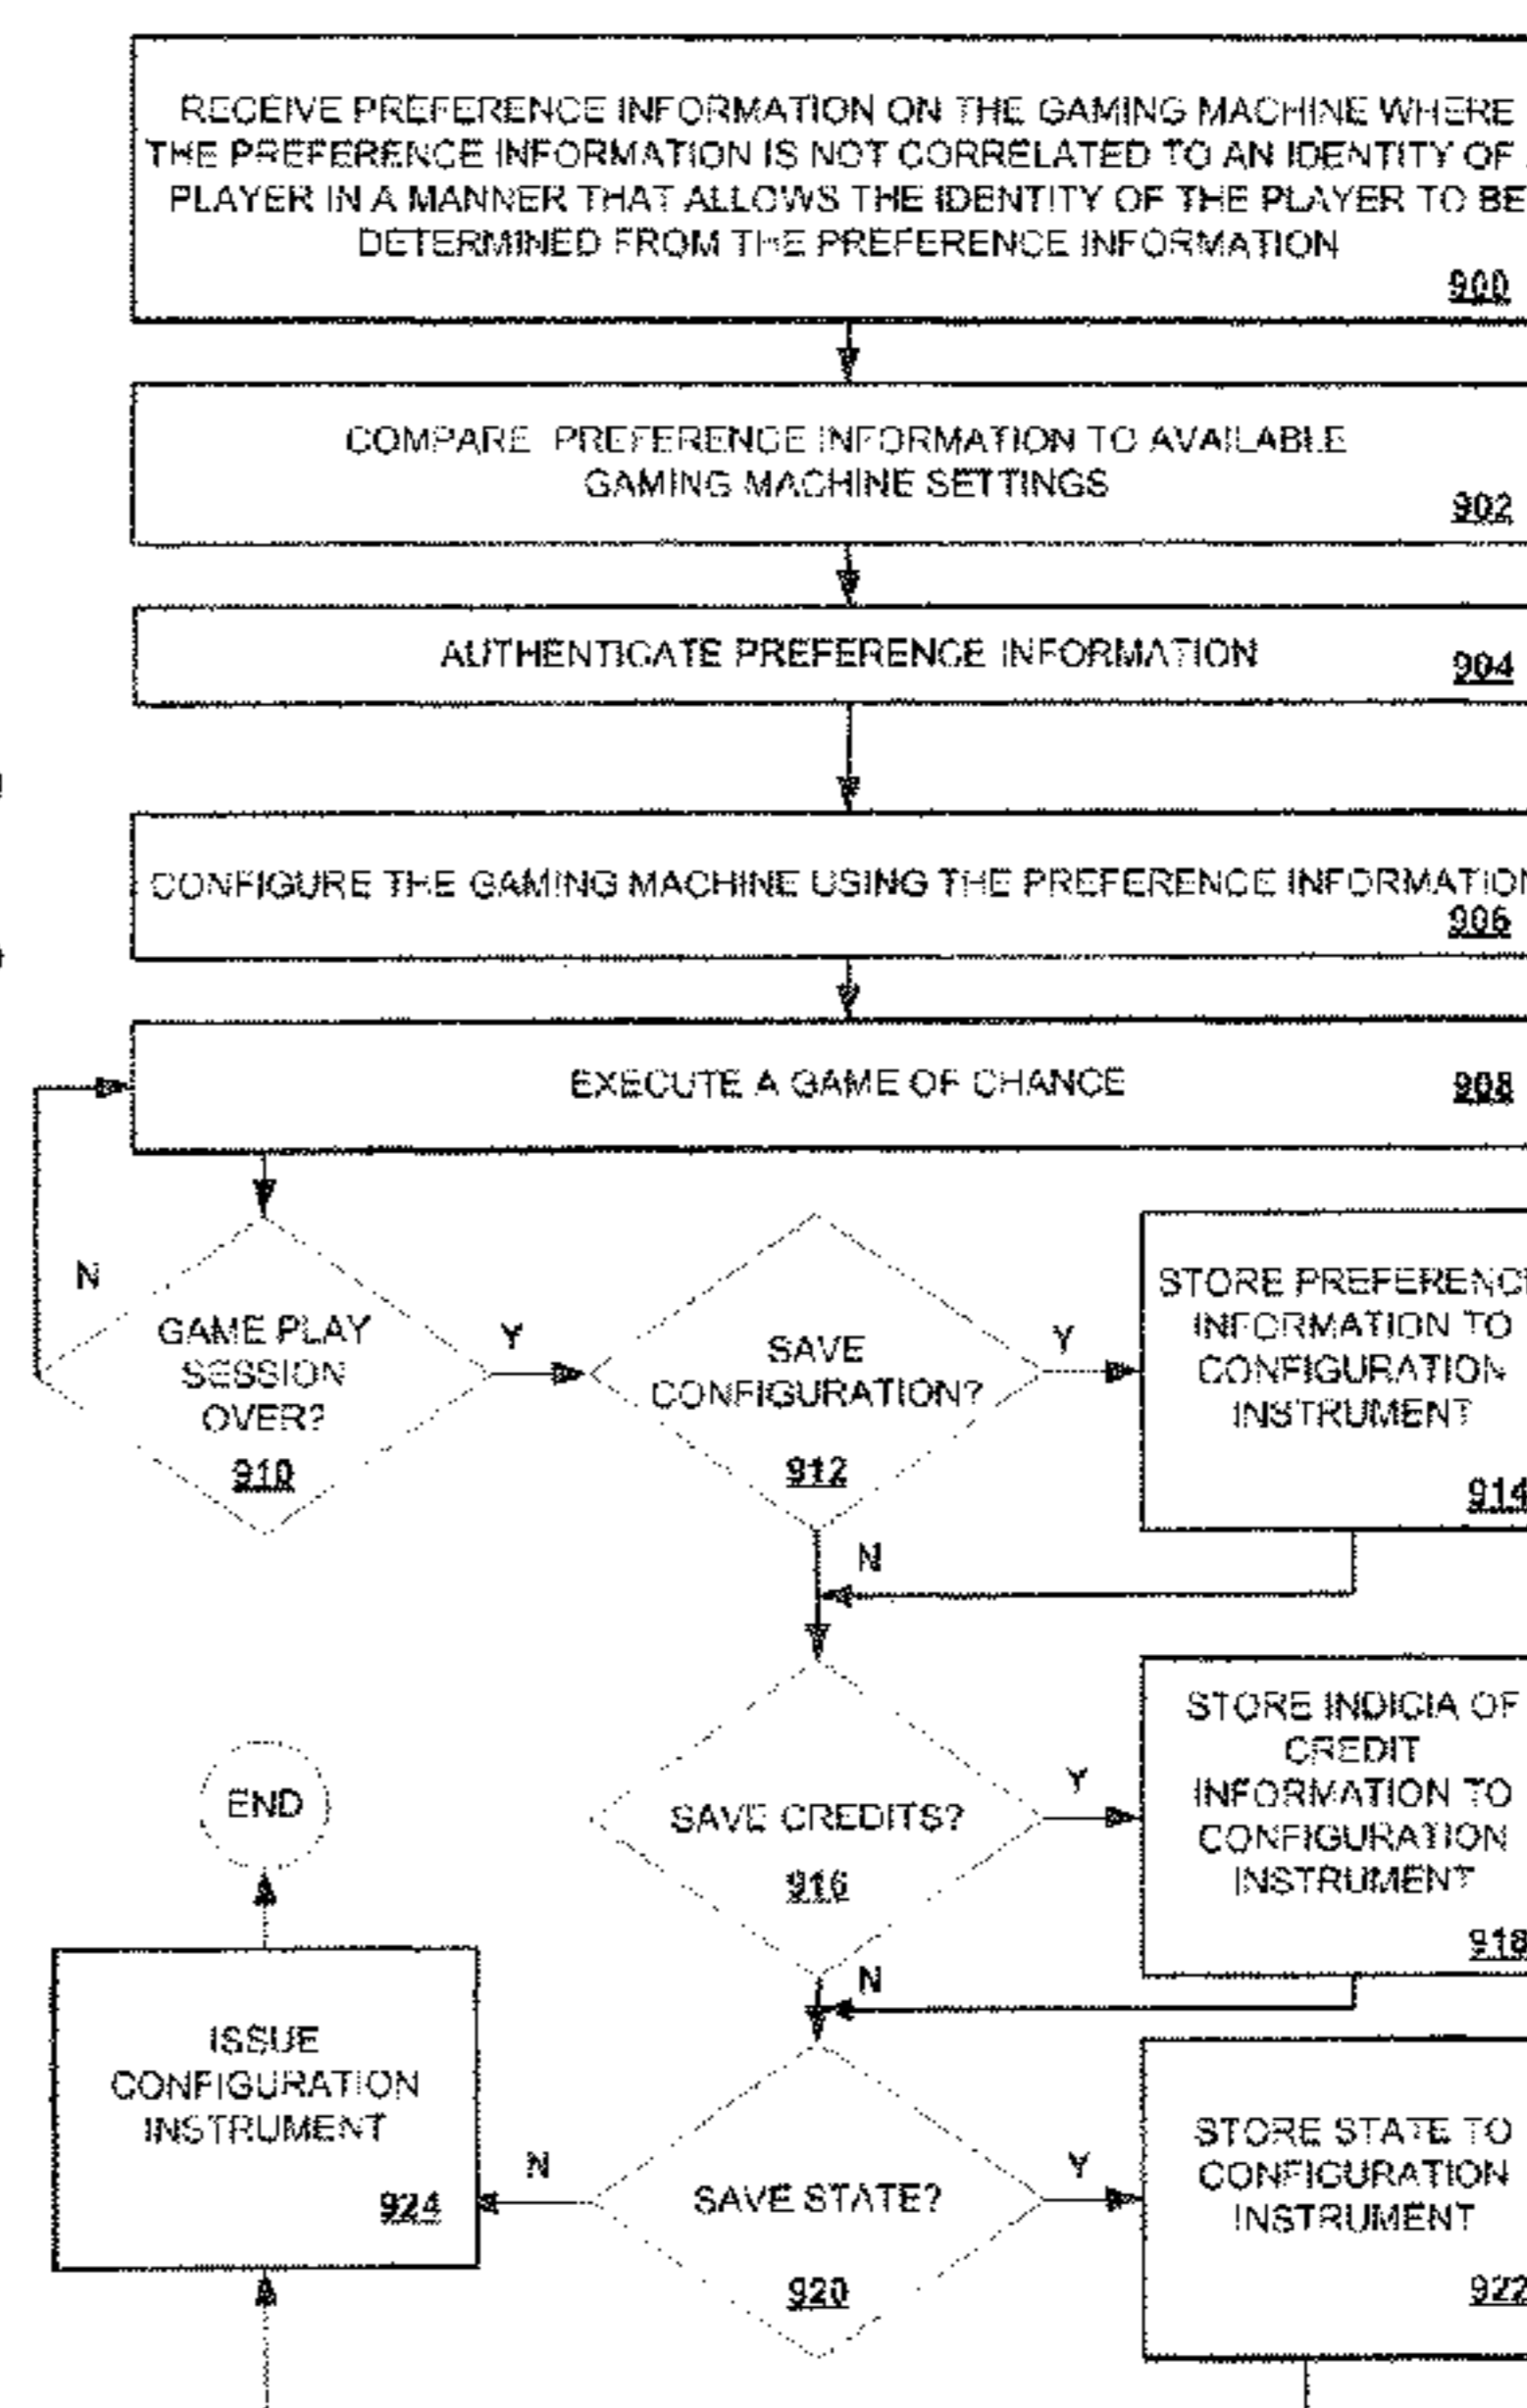 RECEIVE PREFERENCE INFORMATION ON THE GAMING MACHINE WHERE
THE PREFERENCE INFORMATION IS NOT CORRELATED TO AN IDENTITY OF
PLAYER IN A MANNER THAT ALLOWS THE IDENTITY OF THE PLAYER TO BE
DETERMINED FROM THE PREFERENCE INFORMATION
900
COMPARE PREFERENCE INFORMATION TO AVAILABLE
GAMING MACHINE SETTINGS
902
AUTHENTICATE PREFERENCE INFORMATION
904
CONFIGURE THE GAMING MACHINE USING THE PREFERENCE INFORMATION
906
EXECUTE A GAME OF CHANCE
908
N
GAME PLAY
SESSION
OVER?
910
Y
SAVE
CONFIGURATION?
912
Y
STORE PREFERENCE
INFORMATION TO
CONFIGURATION
INSTRUMENT
914
N
SAVE CREDITS?
916
Y
STORE INDICIA OF
CREDIT
INFORMATION TO
CONFIGURATION
INSTRUMENT
918
N
END
ISSUE
CONFIGURATION
INSTRUMENT
924
N
SAVE STATE?
920
Y
STORE STATE TO
CONFIGURATION
INSTRUMENT
922